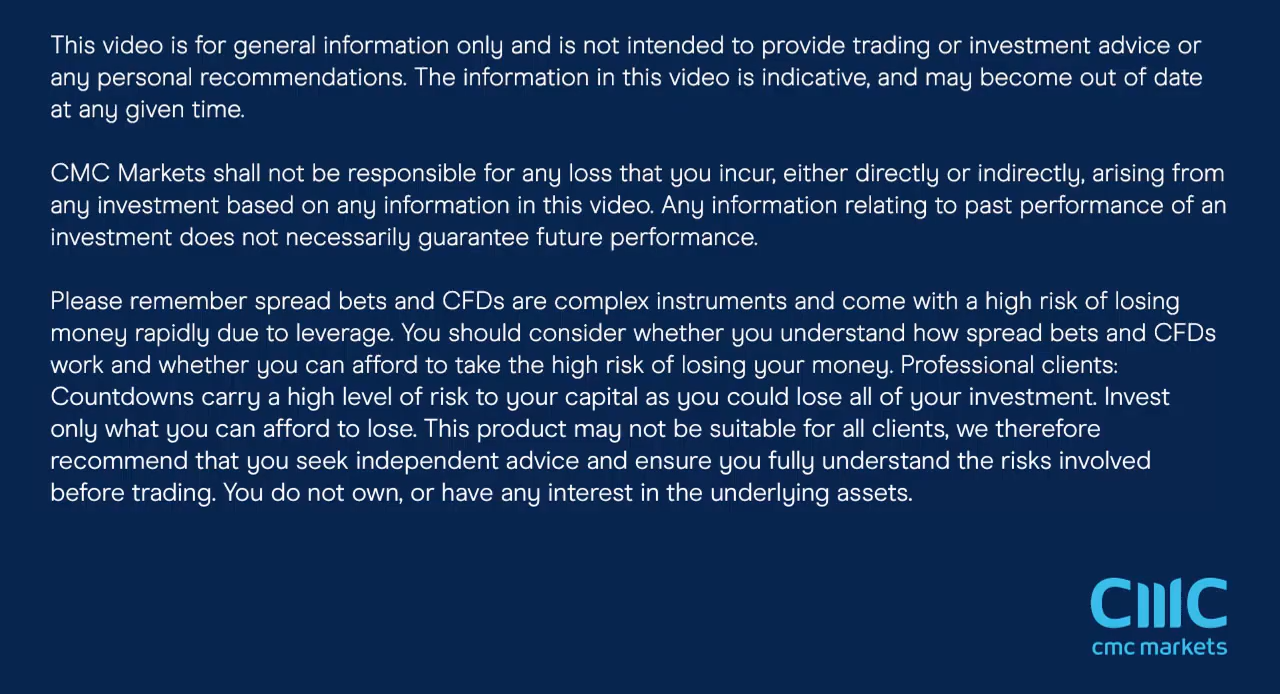 This video is for general information only and is not intended to provide trading or investment advice or
any personal recommendations. The information in this video is indicative, and may become out of date
at any given time.
CMC Markets shall not be responsible for any loss that you incur, either directly or indirectly, arising from
any investment based on any information in this video. Any information relating to past performance of an
investment does not necessarily guarantee future performance.
Please remember spread bets and CFDs are complex instruments and come with a high risk of losing
money rapidly due to leverage. You should consider whether you understand how spread bets and CFDs
work and whether you can afford to take the high risk of losing your money. Professional clients:
Countdowns carry a high level of risk to your capital as you could lose all of your investment. Invest
only what you can afford to lose. This product may not be suitable for all clients, we therefore
recommend that you seek independent advice and ensure you fully understand the risks involved
before trading. You do not own, or have any interest in the underlying assets.
CMC
cmc markets